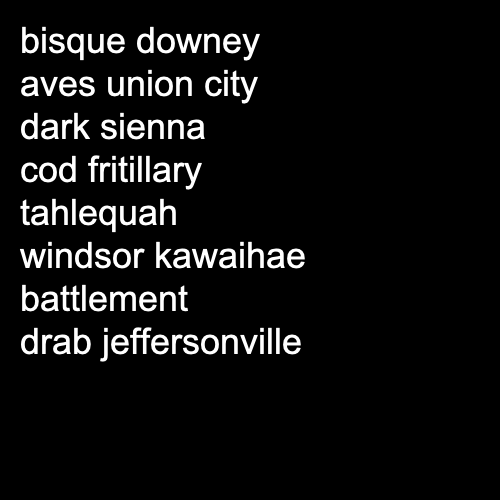 bisque downey
aves union city
dark sienna
cod fritillary
tahlequah
windsor kawaihae
battlement
drab jeffersonville